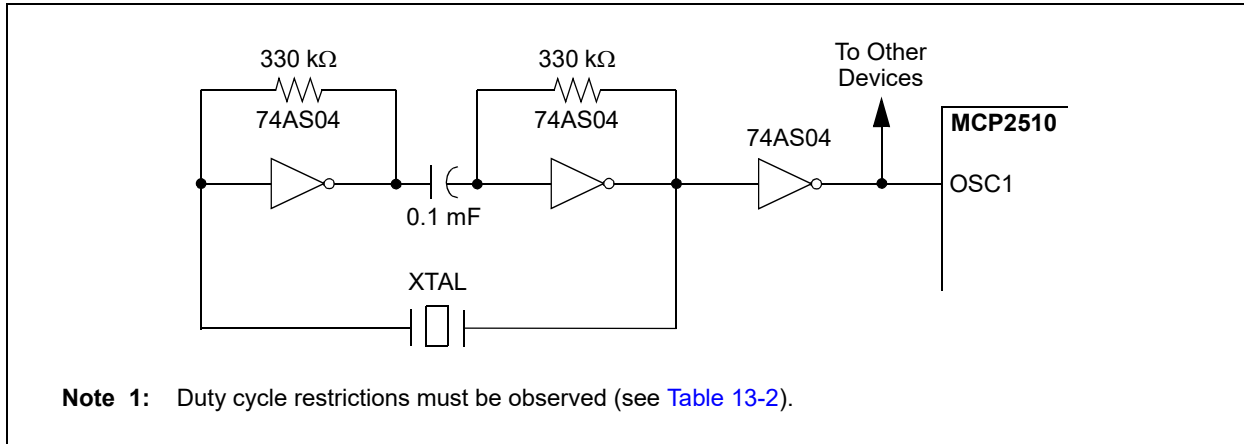 330 kΩ
330 kΩ
To Other
Devices
74AS04
74AS04
74AS04
MCP2510
OSC1
0.1 mF
XTAL
Note 1: Duty cycle restrictions must be observed (see Table 13-2).